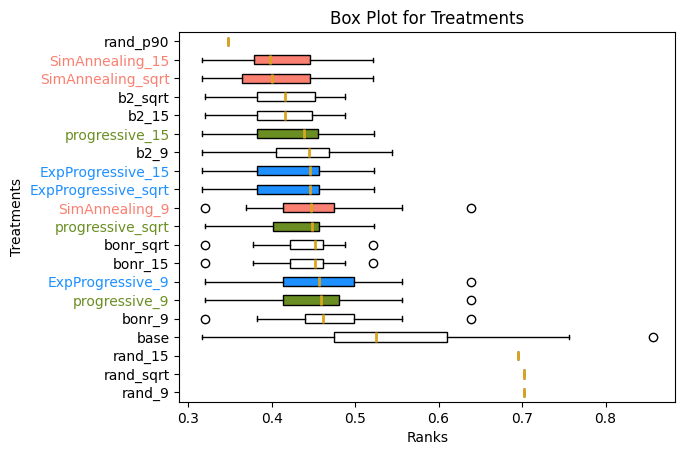 Box Plot for Treatments
rand_p90
SimAnnealing_15
SimAnnealing_sqrt
b2_sqrt
b2_15
progressive_15
b2_9
ExpProgressive_15
ExpProgressive_sqrt
SimAnnealing_9
progressive_sqrt
bonr_sqrt
bonr_15
ExpProgressive_9
progressive_9
bonr_9
base
rand_15
rand_sqrt
rand_9
Treatments
0.3 0.4 0.5 0.6 0.7 0.8
Ranks